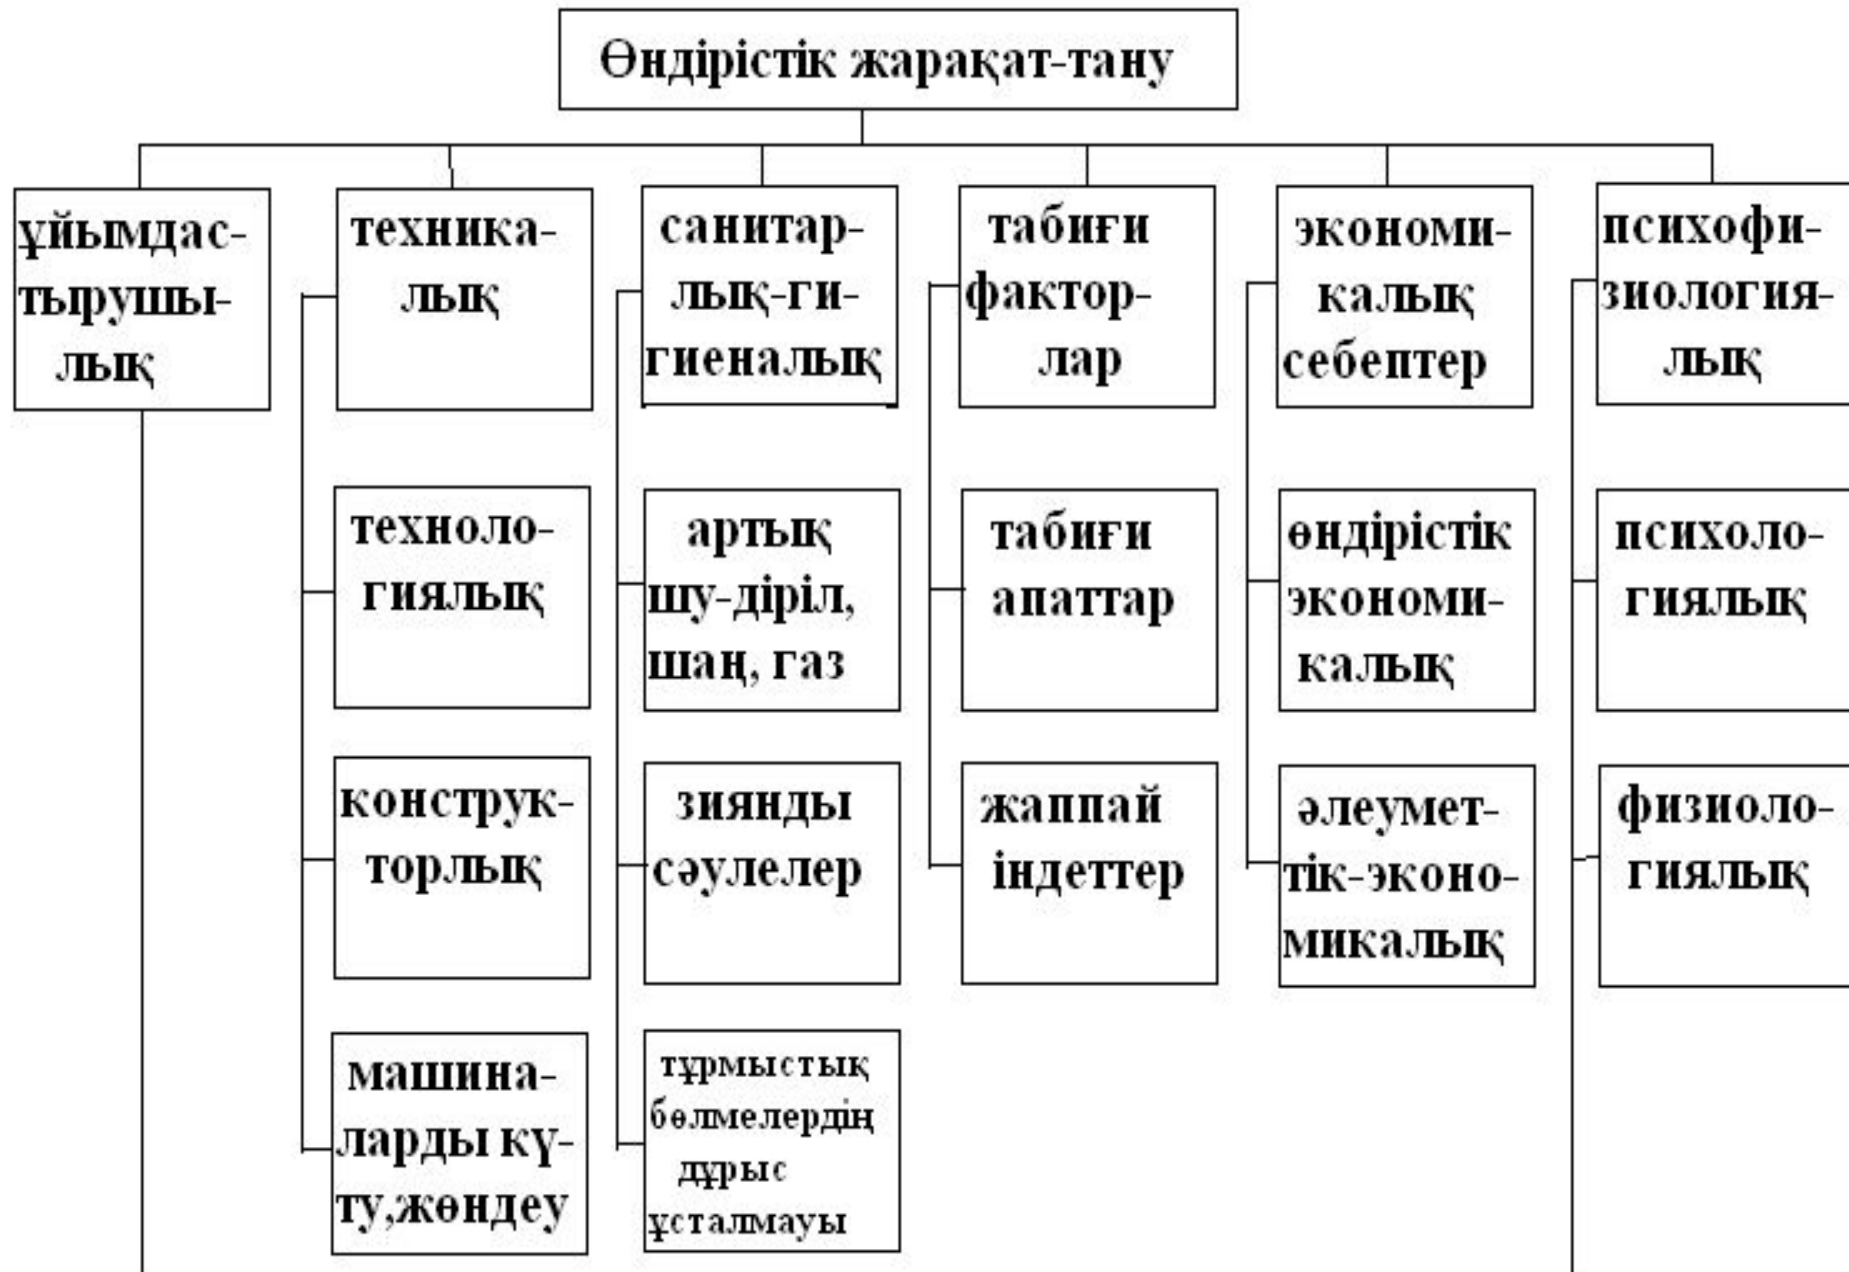 Өндірістік жарақат-тану
ұйымдас-
тырушы-
лық
техника-
лық
санитар-
лық-ги-
гиеналық
табиғи
фактор-
лар
экономи-
калық
себептер
психофи-
зиология-
лық
техноло-
гиялық
артық
шу-діріл,
шаң, газ
табиғи
апаттар
өндірістік
экономи-
калық
психоло-
гиялық
конструк-
торлық
зиянды
сәулелер
жаппай
індеттер
әлеумет-
тік-эконо-
микалық
физиоло-
гиялық
машина-
ларды кү-
ту,жөндеу
тұрмыстық
бөлмелердің
дұрыс
ұсталмауы